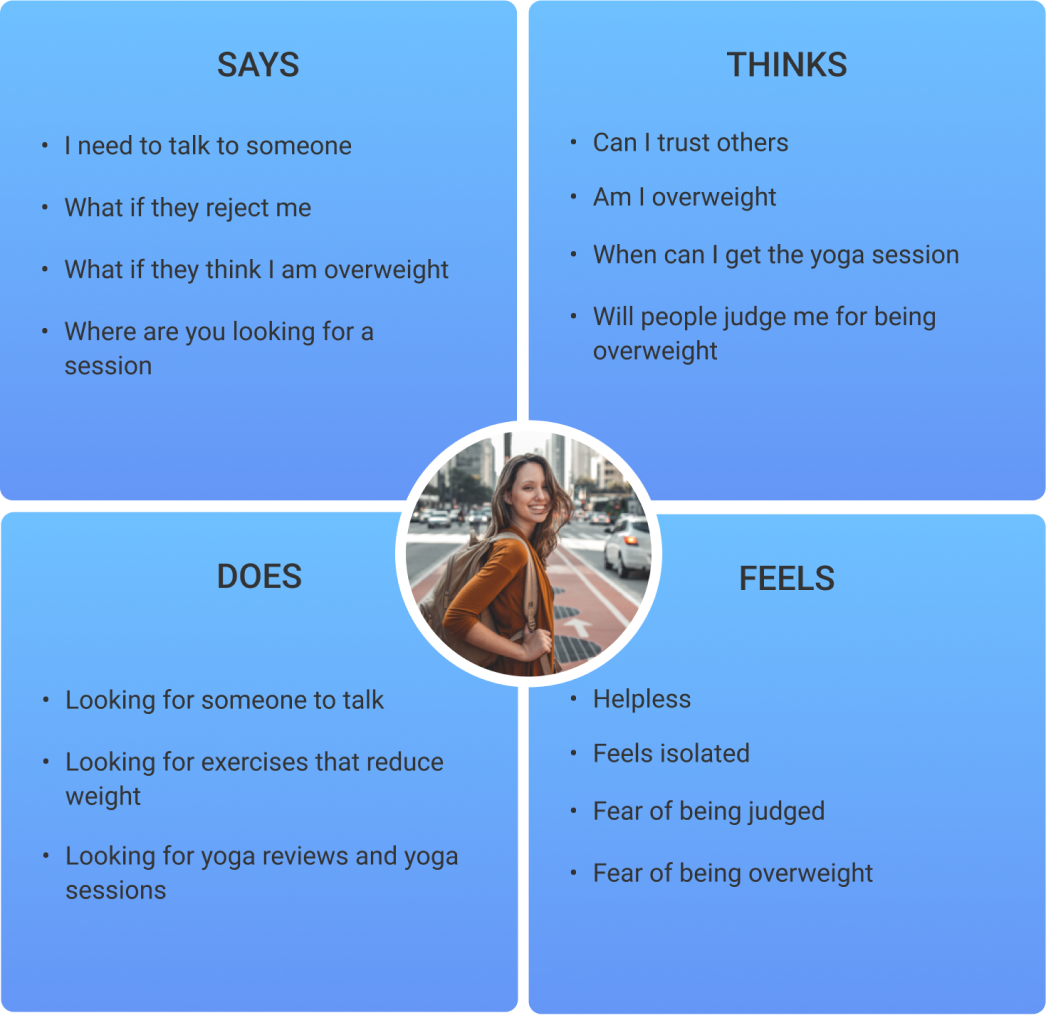 SAYS
• I need to talk to someone
• What if they reject me
• What if they think I am overweight
• Where are you looking for a
session
THINKS
• Can I trust others
• Am I overweight
• When can I get the yoga session
• Will people judge me for being
overweight
DOES
• Looking for someone to talk
• Looking for exercises that reduce
weight
• Looking for yoga reviews and yoga
sessions
FEELS
• Helpless
• Feels isolated
• Fear of being judged
• Fear of being overweight